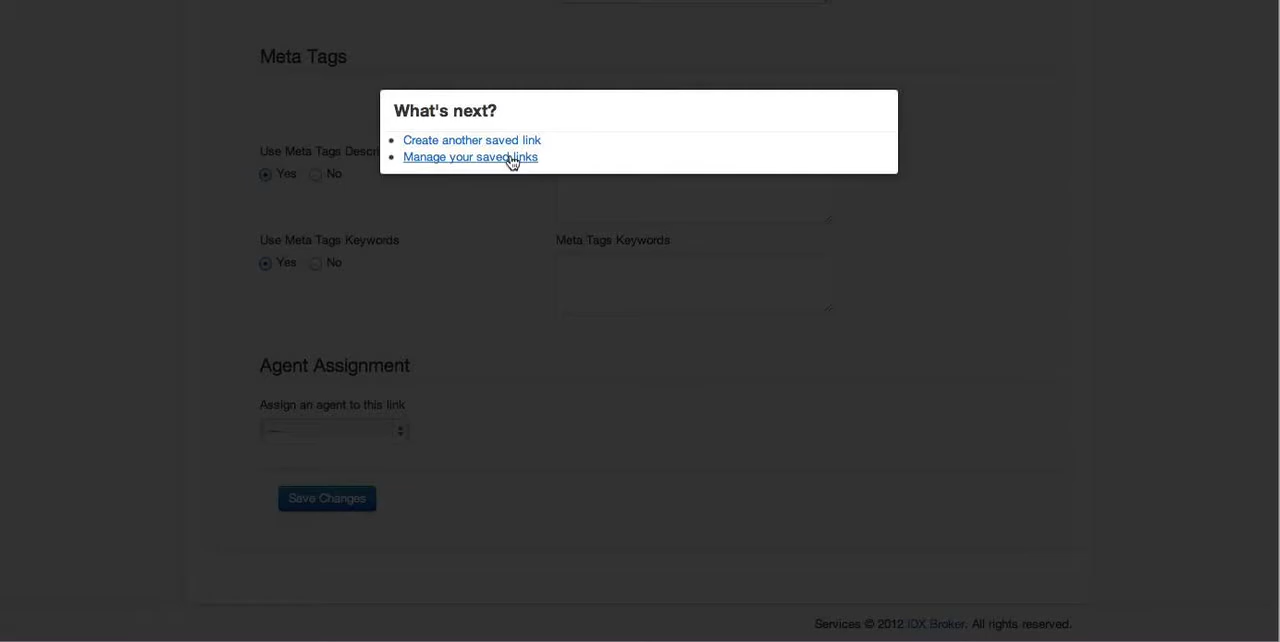 Meta Tags
What's next?
Create another saved link
Manage your saved links
Use Meta Tags Descri
Yes No
Use Meta Tags Keywords
Meta Tags Keywords
Yes No
Agent Assignment
Assign an agent to this link
Save Changes
Services © 2012 IDX Broker. All rights reserved.